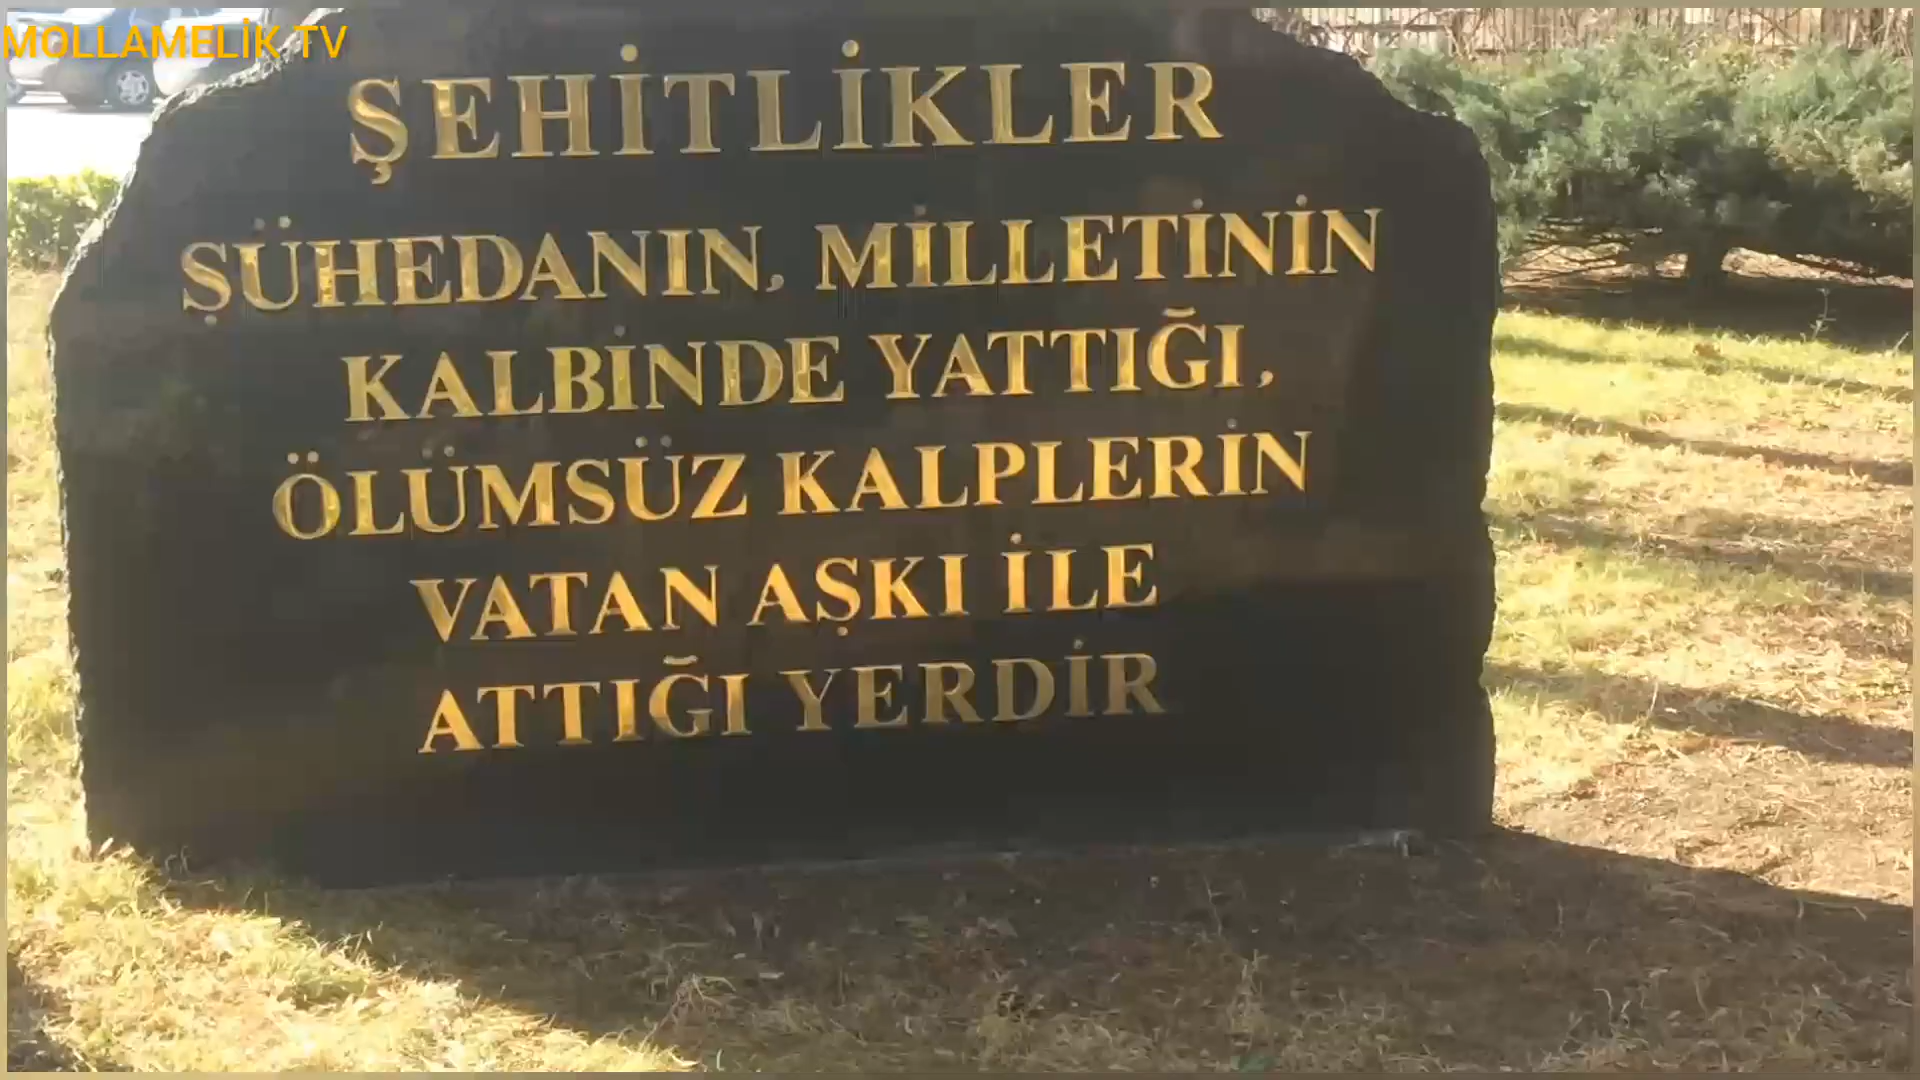 MOLLAMELİK TV
ŞEHİTLİKLER
ŞÜHEDANIN, MİLLETİNİN
KALBİNDE YATTIĞI,
ÖLÜMSÜZ KALPLERİN
VATAN AŞKI İLE
ATTIĞI YERDİR